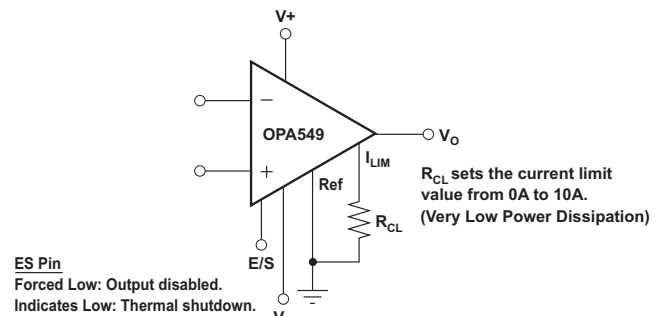 V+
−
OPA549
V_O
+
I_LIM
Ref
R_CL sets the current limit
value from 0A to 10A.
(Very Low Power Dissipation)
R_CL
E/S
ES Pin
Forced Low: Output disabled.
Indicates Low: Thermal shutdown.